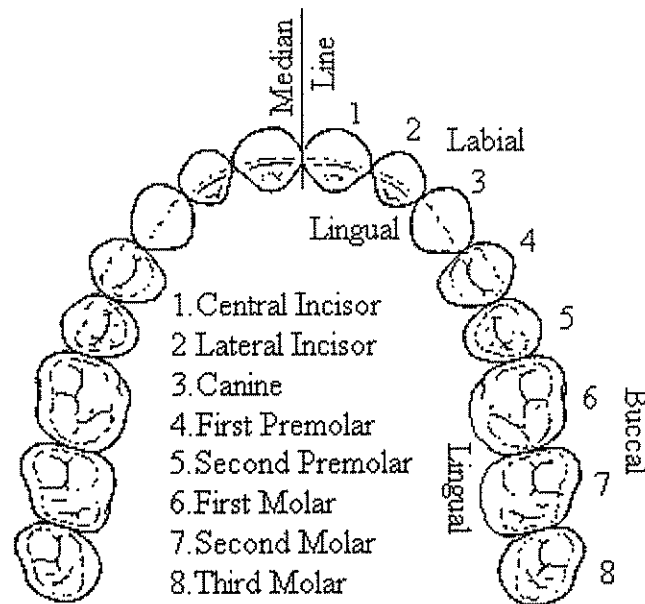 Median
Line
1
2
Labial
3
Lingual
4
1.Central Incisor
5
2 Lateral Incisor
3.Canine
6
4.First Premolar
Buccal
5.Second Premolar
Lingual
6.First Molar
7
7.Second Molar
8.Third Molar
8